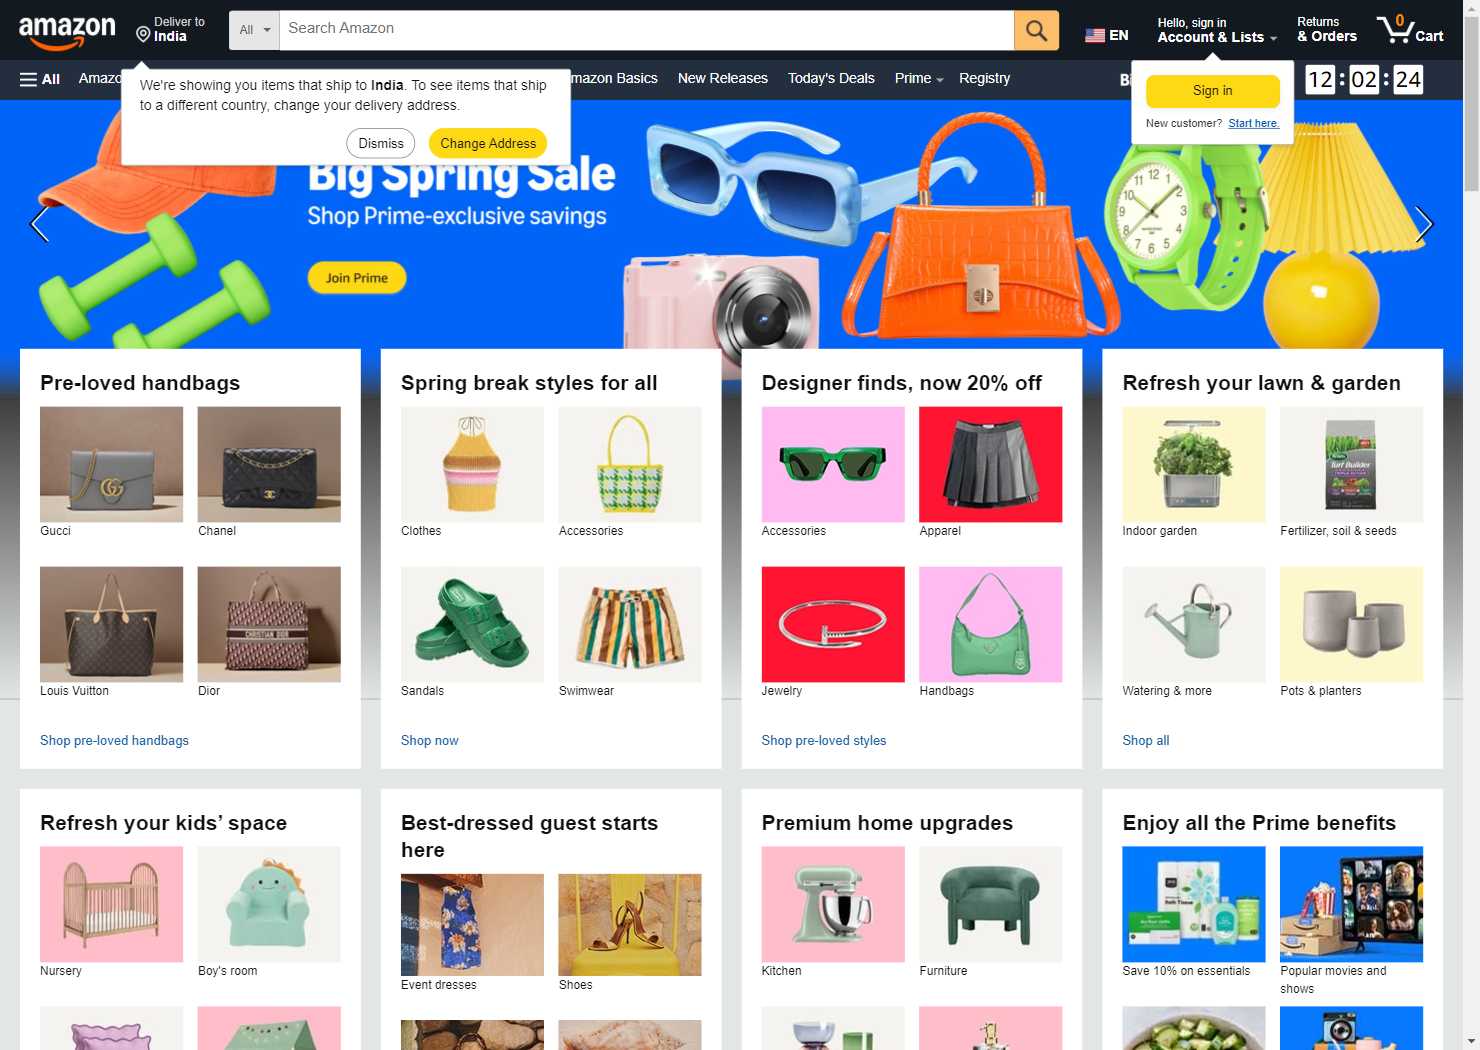 amazon
Deliver to
India
All
Search Amazon
EN
Hello, sign in
Account & Lists
Returns
& Orders
0
Cart
All
Amazo
mazon Basics
New Releases
Today's Deals
Prime
Registry
Bi
12:02:24
We're showing you items that ship to India. To see items that ship
to a different country, change your delivery address.
Dismiss
Change Address
Sign in
New customer? Start here.
Big Spring Sale
Shop Prime-exclusive savings
Join Prime
Pre-loved handbags
Gucci
Chanel
CHRISTIAN DIOR
Louis Vuitton
Dior
Shop pre-loved handbags
Spring break styles for all
Clothes
Accessories
Sandals
Swimwear
Shop now
Designer finds, now 20% off
Accessories
Apparel
Jewelry
Handbags
Shop pre-loved styles
Refresh your lawn & garden
Scotts
Turf Builder
Indoor garden
Fertilizer, soil & seeds
Watering & more
Pots & planters
Shop all
Refresh your kids’ space
Nursery
Boy's room
Best-dressed guest starts
here
Event dresses
Shoes
Premium home upgrades
Kitchen
Furniture
Enjoy all the Prime benefits
Save 10% on essentials
Popular movies and
shows